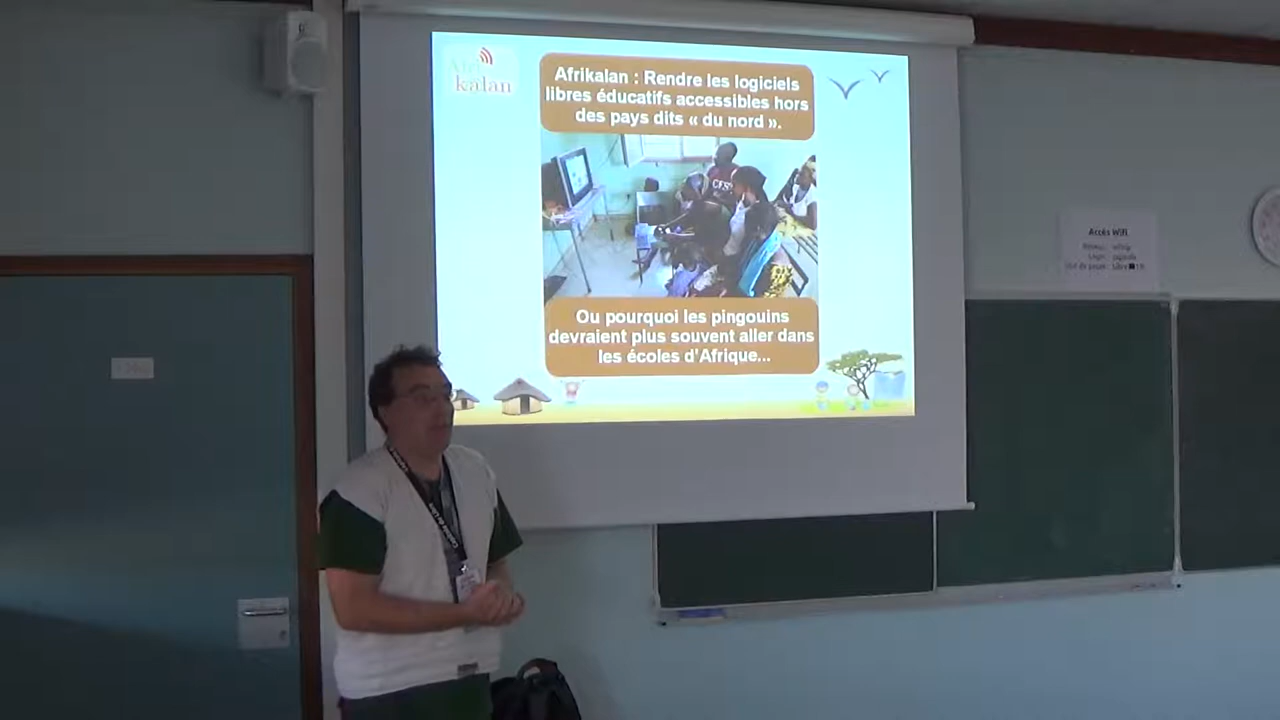 kalan
Afrikalan : Rendre les logiciels
libres éducatifs accessibles hors
des pays dits « du nord ».
Ou pourquoi les pingouins
devraient plus souvent aller dans
les écoles d'Afrique...
Accès Wifi